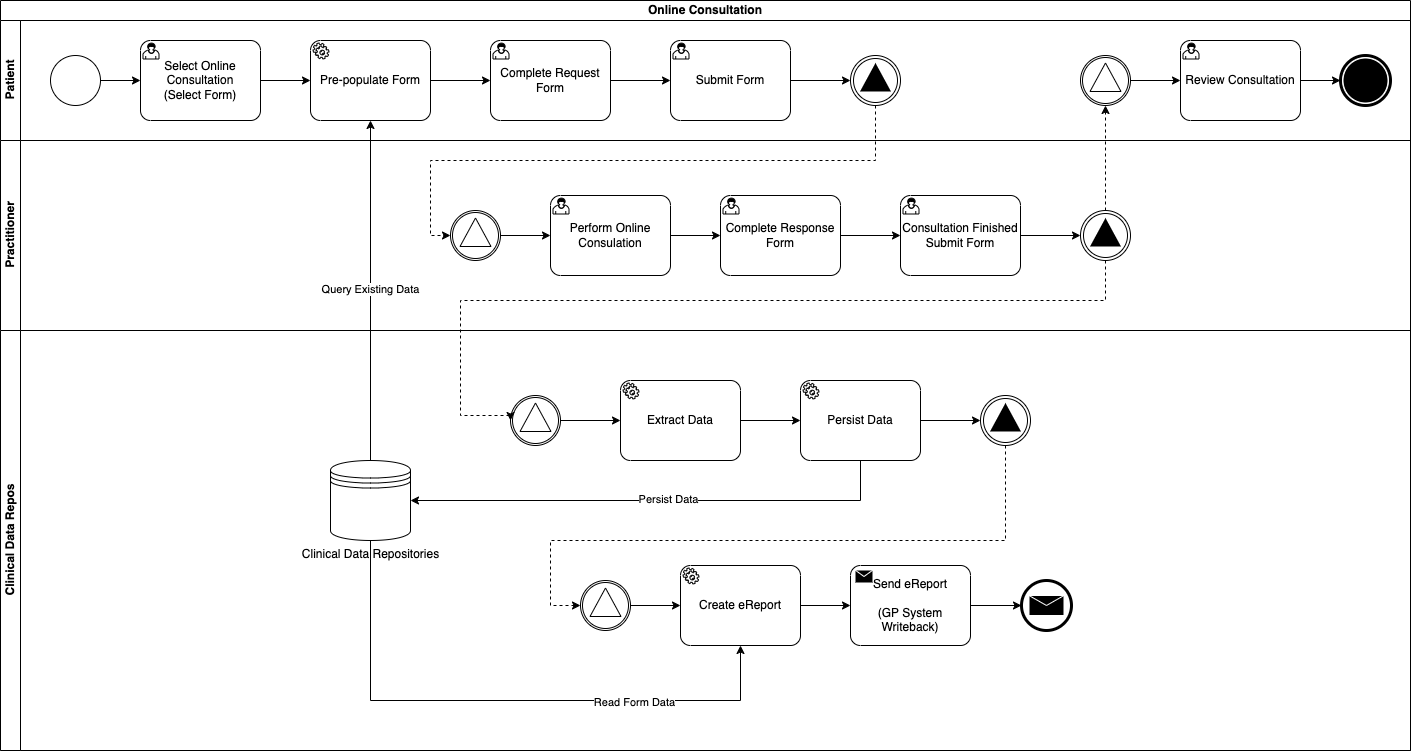 Online Consultation
Patient
Select Online
Consultation
(Select Form)
Pre-populate Form
Complete Request
Form
Submit Form
Review Consultation
Practitioner
Perform Online
Consulation
Complete Response
Form
Consultation Finished
Submit Form
Query Existing Data
Clinical Data Repos
Extract Data
Persist Data
Persist Data
Clinical Data Repositories
Create eReport
Send eReport
(GP System
Writeback)
Read Form Data